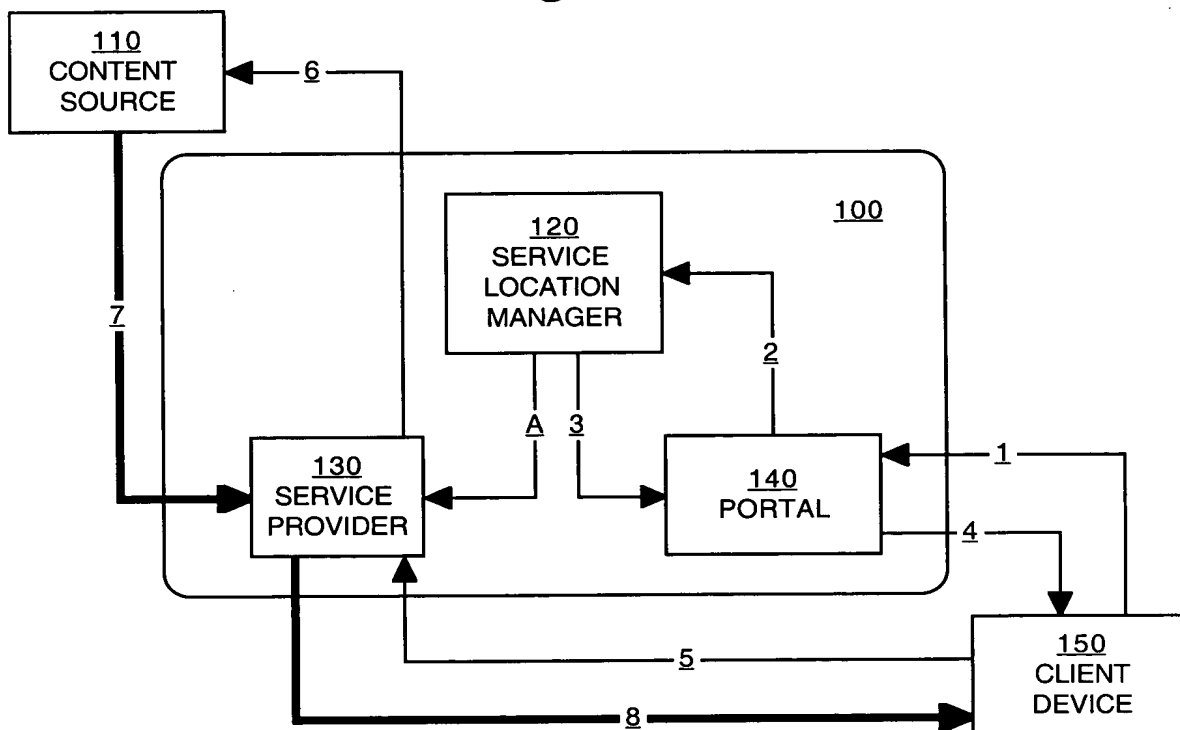 110
CONTENT
SOURCE
6
100
120
SERVICE
LOCATION
MANAGER
7
2
A
3
1
130
SERVICE
PROVIDER
140
PORTAL
4
5
150
CLIENT
DEVICE
8